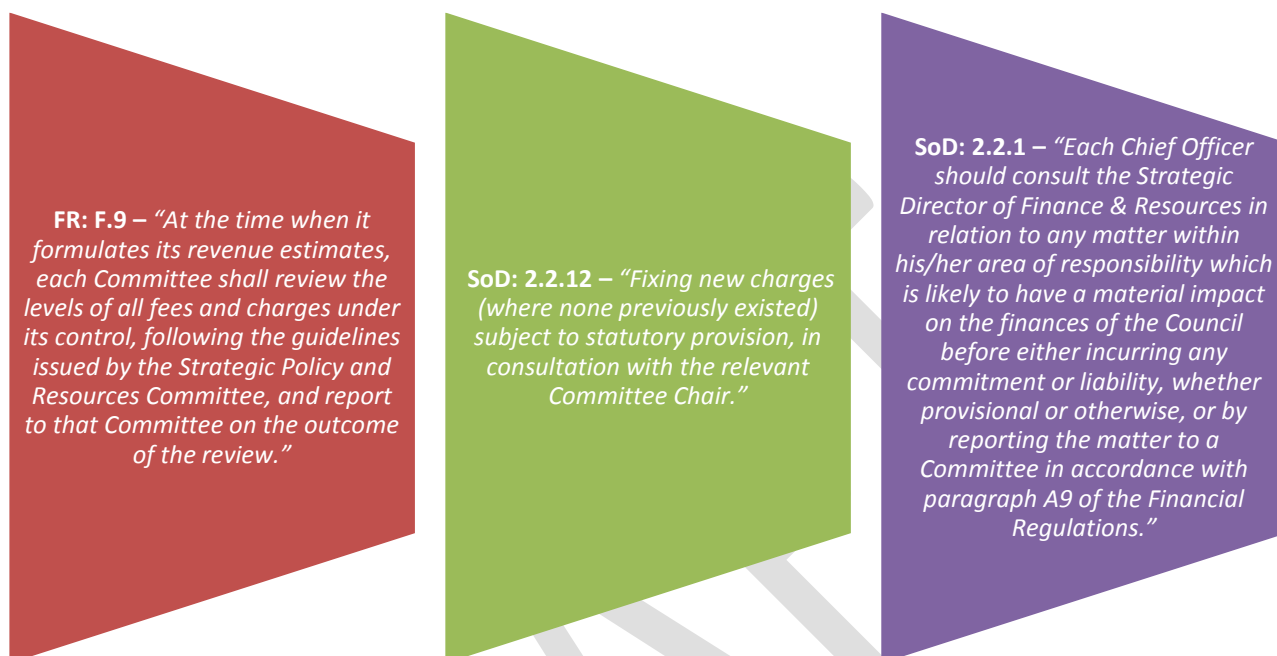 FR: F.9 – “At the time when it
formulates its revenue estimates,
each Committee shall review the
levels of all fees and charges under
its control, following the guidelines
issued by the Strategic Policy and
Resources Committee, and report
to that Committee on the outcome
of the review.”
SoD: 2.2.12 – “Fixing new charges
(where none previously existed)
subject to statutory provision, in
consultation with the relevant
Committee Chair.”
SoD: 2.2.1 – “Each Chief Officer
should consult the Strategic
Director of Finance & Resources in
relation to any matter within
his/her area of responsibility which
is likely to have a material impact
on the finances of the Council
before either incurring any
commitment or liability, whether
provisional or otherwise, or by
reporting the matter to a
Committee in accordance with
paragraph A9 of the Financial
Regulations.”